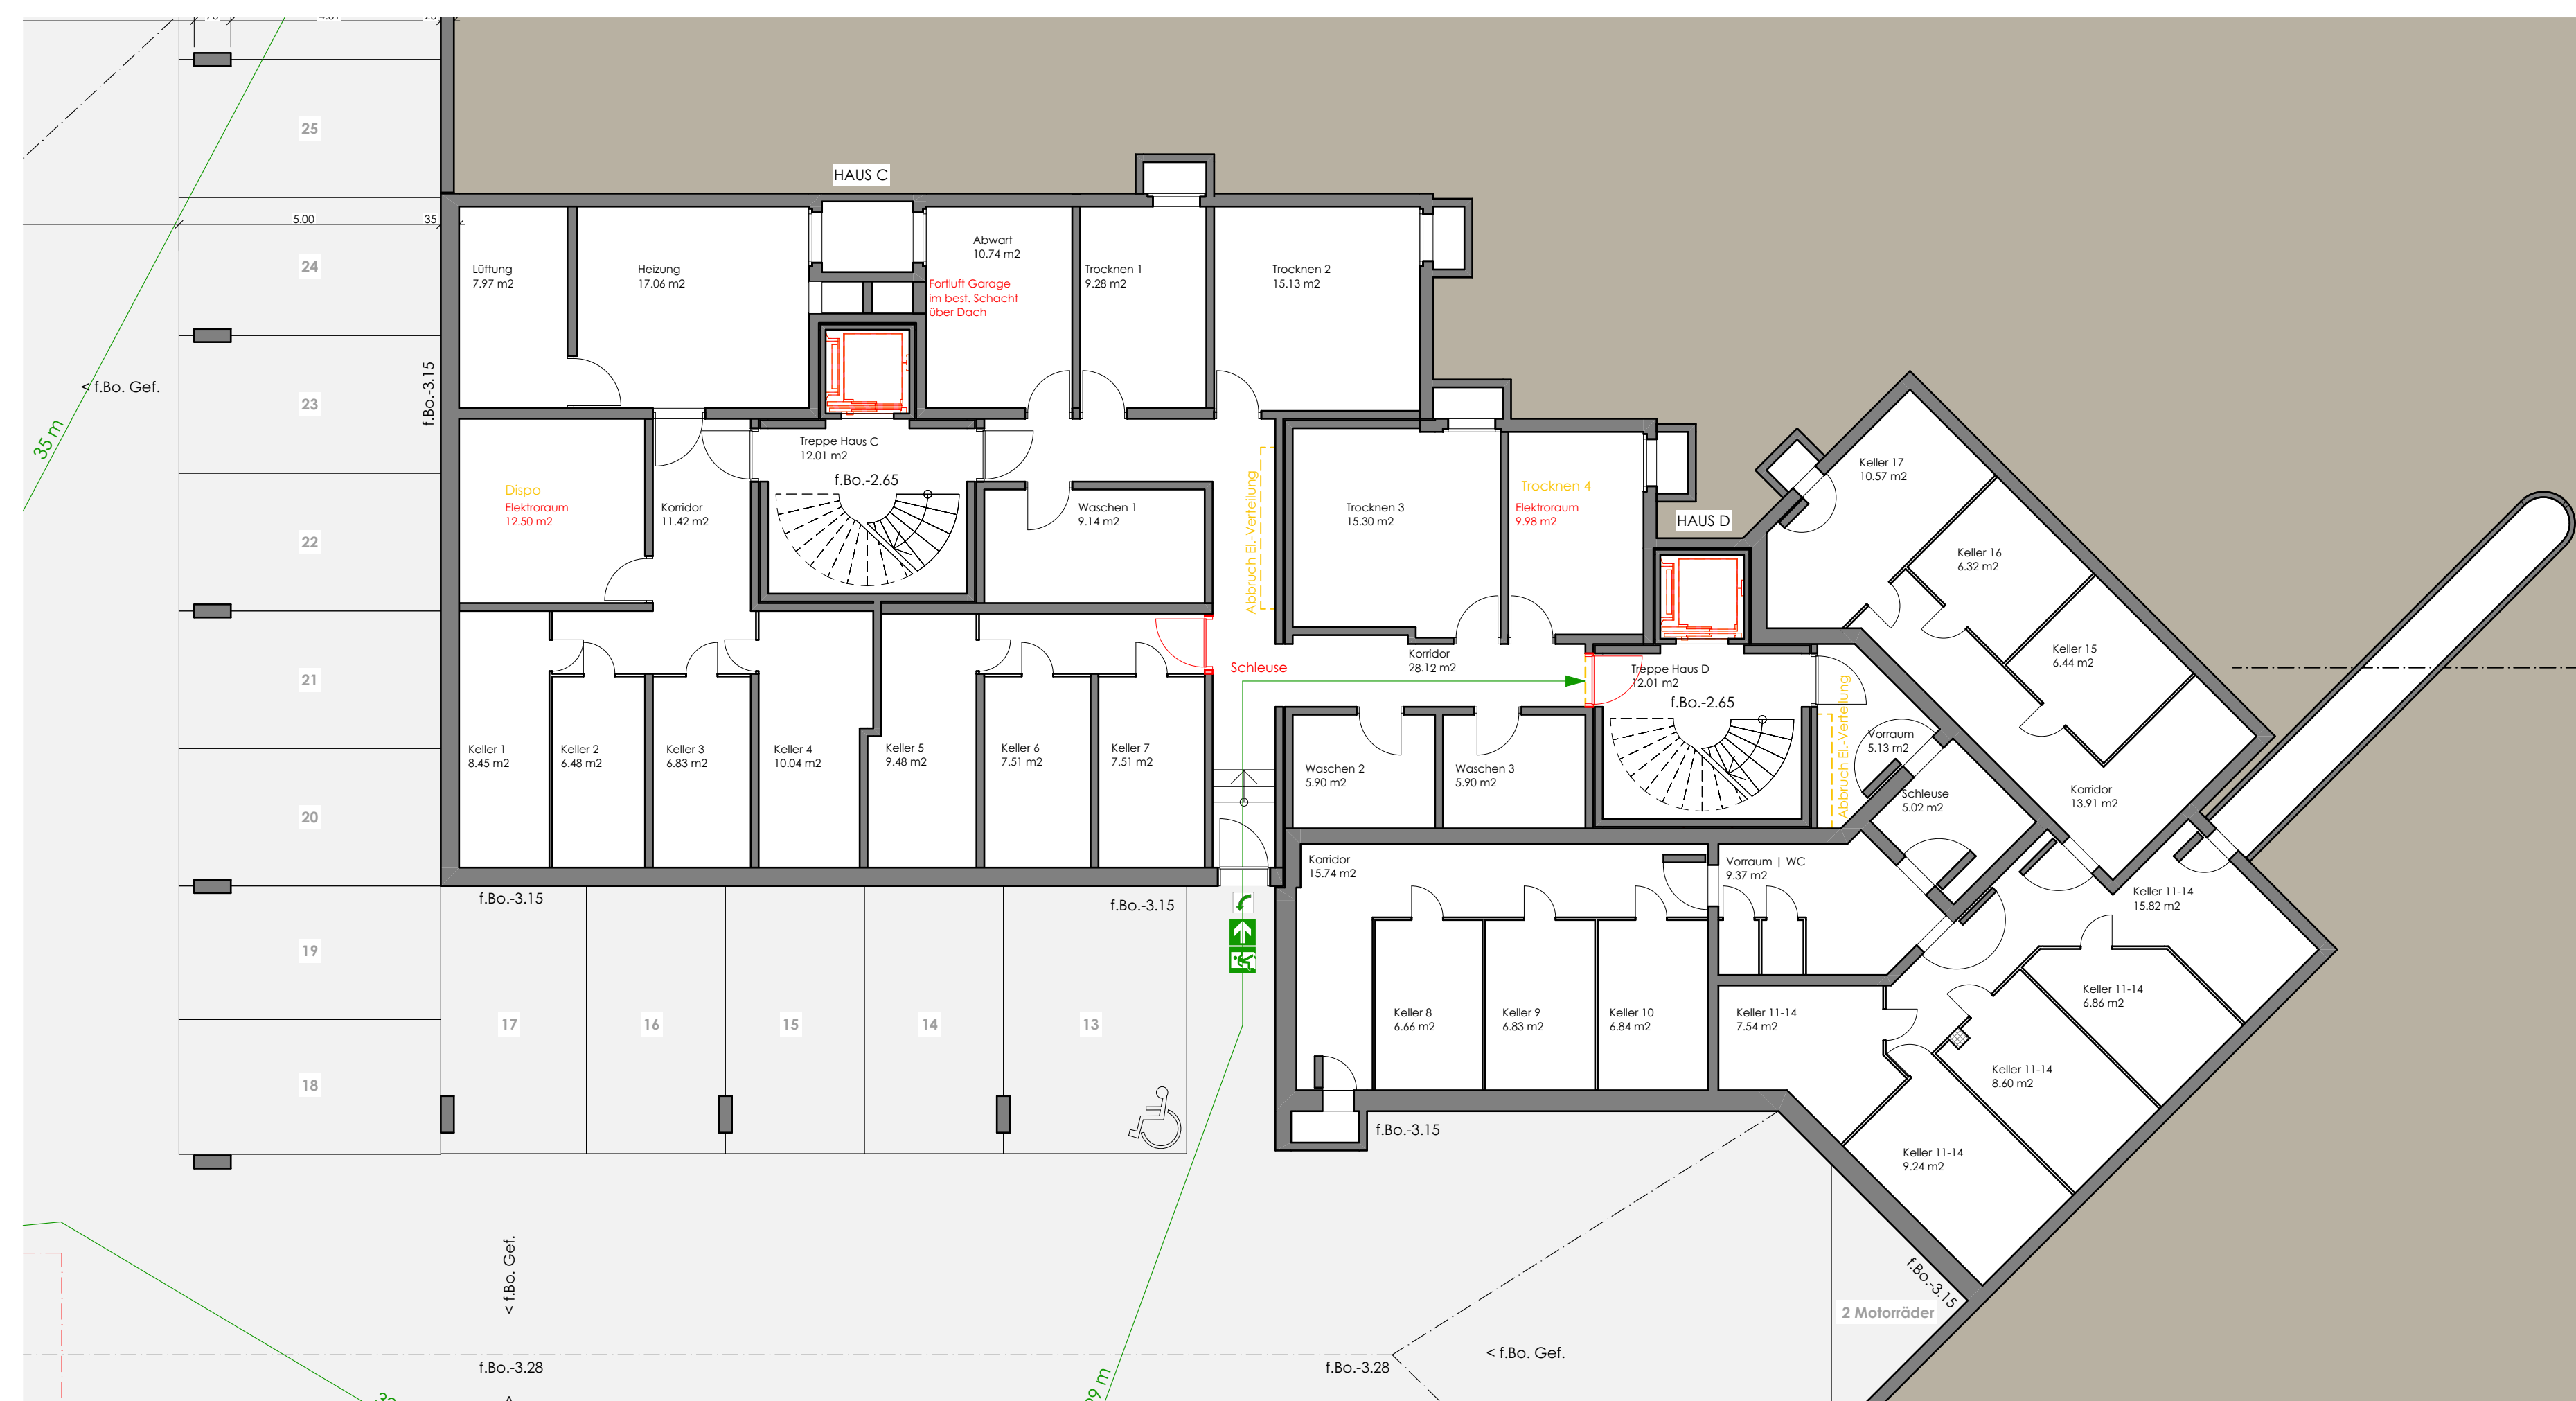 5.00
35
25
24
23
22
21
20
19
18
17
16
15
14
13
35 m
< f.Bo. Gef.
f.Bo.-3.15
HAUS C
Lüftung
7.97 m2
Heizung
17.06 m2
Abwart
10.74 m2
Fortluft Garage
im best. Schacht
über Dach
Trocknen 1
9.28 m2
Trocknen 2
15.13 m2
Dispo
Elektroraum
12.50 m2
Korridor
11.42 m2
Treppe Haus C
12.01 m2
f.Bo.-2.65
Waschen 1
9.14 m2
Abbruch El.-Verteilung
Trocknen 3
15.30 m2
Trocknen 4
Elektroraum
9.98 m2
HAUS D
Keller 17
10.57 m2
Keller 16
6.32 m2
Keller 15
6.44 m2
Schleuse
Korridor
28.12 m2
Treppe Haus D
12.01 m2
f.Bo.-2.65
Abbruch El.-Verteilung
Vorraum
5.13 m2
Schleuse
5.02 m2
Korridor
13.91 m2
Keller 1
8.45 m2
Keller 2
6.48 m2
Keller 3
6.83 m2
Keller 4
10.04 m2
Keller 5
9.48 m2
Keller 6
7.51 m2
Keller 7
7.51 m2
Waschen 2
5.90 m2
Waschen 3
5.90 m2
Korridor
15.74 m2
Vorraum | WC
9.37 m2
Keller 11-14
15.82 m2
f.Bo.-3.15
f.Bo.-3.15
Keller 8
6.66 m2
Keller 9
6.83 m2
Keller 10
6.84 m2
Keller 11-14
7.54 m2
Keller 11-14
6.86 m2
Keller 11-14
8.60 m2
Keller 11-14
9.24 m2
f.Bo.-3.15
f.Bo.-3.15
2 Motorräder
< f.Bo. Gef.
< f.Bo. Gef.
f.Bo.-3.28
f.Bo.-3.28